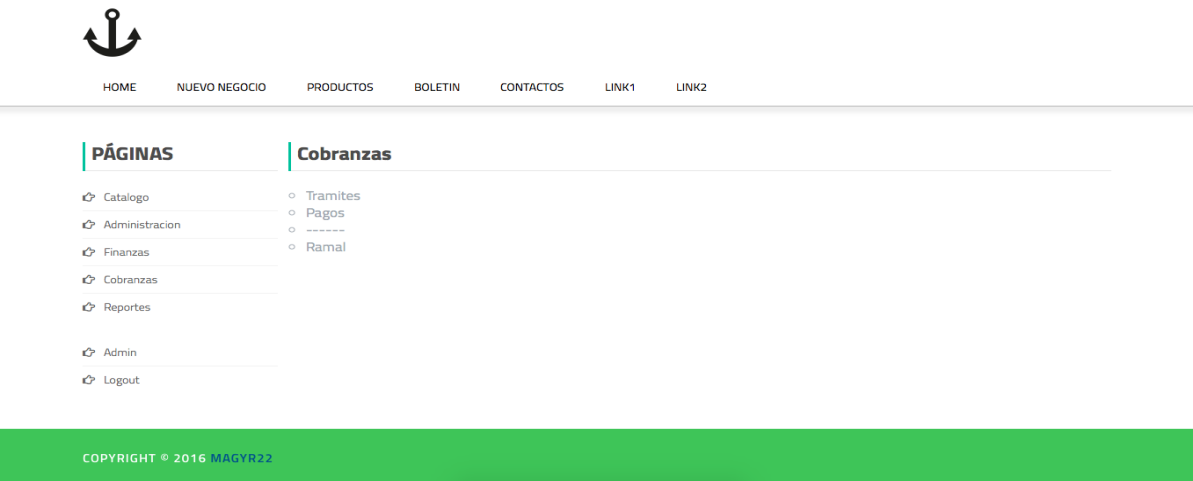 HOME NUEVO NEGOCIO PRODUCTOS BOLETIN CONTACTOS LINK1 LINK2
PÁGINAS
Catalogo
Administracion
Finanzas
Cobranzas
Reportes
Admin
Logout
Cobranzas
Tramites
Pagos
------
Ramal
COPYRIGHT © 2016 MAGYR22